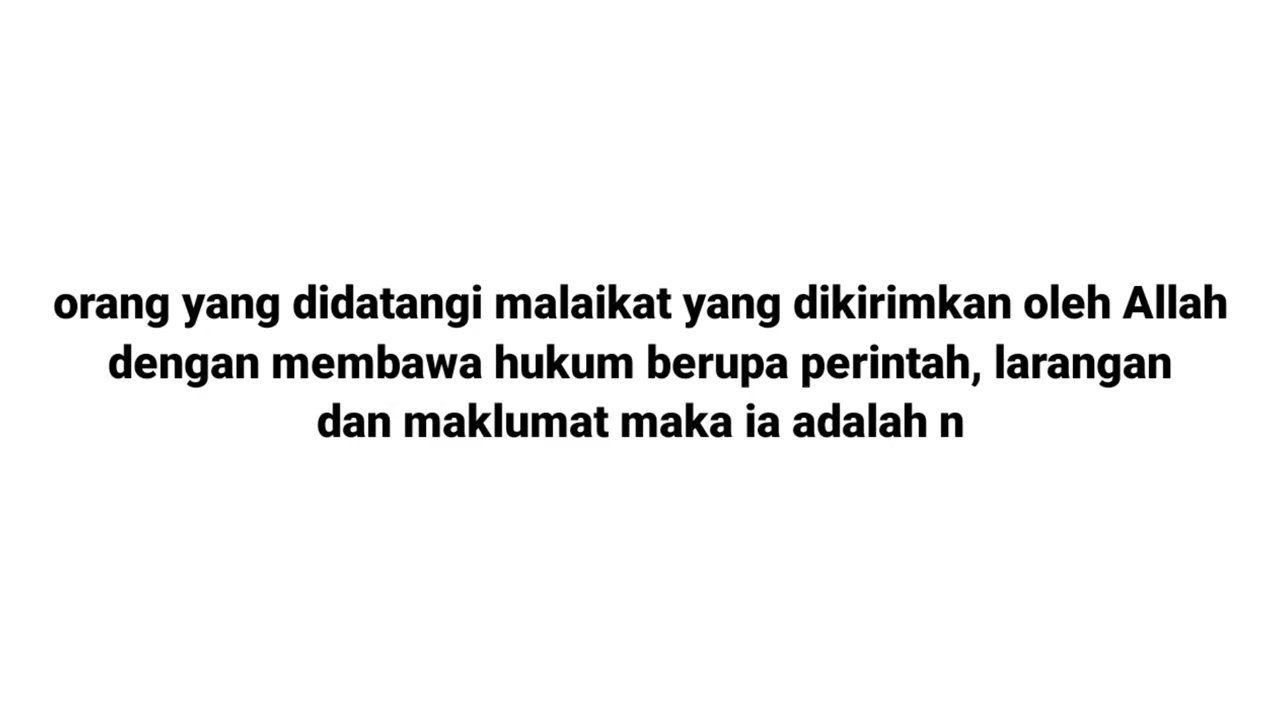 orang yang didatangi malaikat yang dikirimkan oleh Allah
dengan membawa hukum berupa perintah, larangan
dan maklumat maka ia adalah n